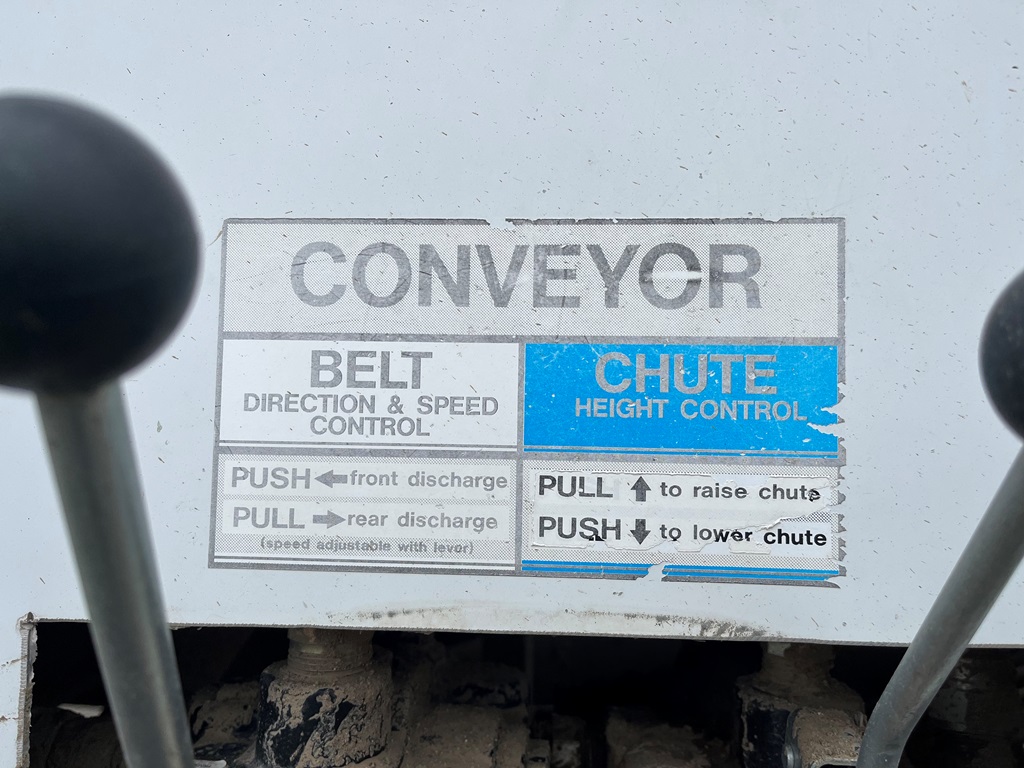 CONVEYOR
BELT
DIRECTION & SPEED
CONTROL
PUSH ← front discharge
PULL → rear discharge
(speed adjustable with lever)
CHUTE
HEIGHT CONTROL
PULL ↑ to raise chute
PUSH ↓ to lower chute